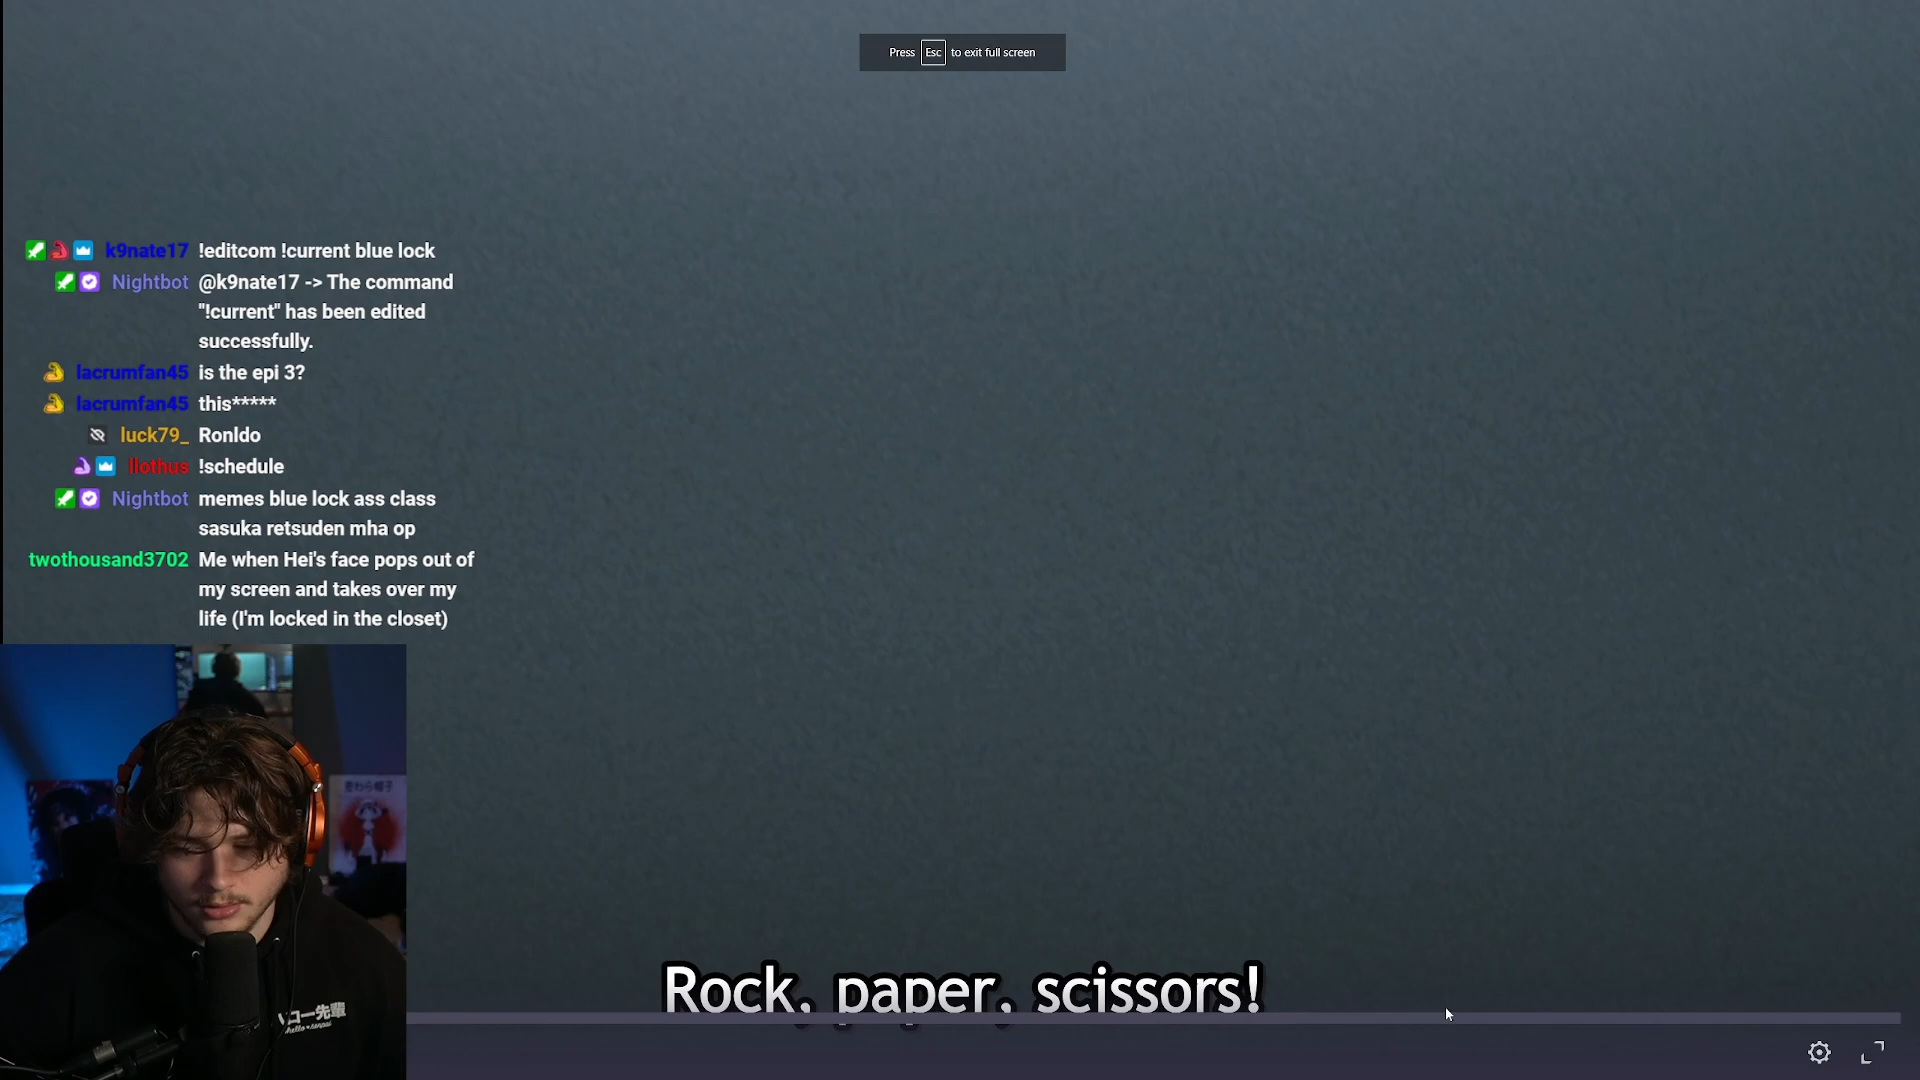 Press Esc to exit full screen
k9nate17 !editcom !current blue lock
Nightbot @k9nate17 -> The command
"!current" has been edited
successfully.
lacrumfan45 is the epi 3?
lacrumfan45 this*****
luck79_ Ronldo
llothus !schedule
Nightbot memes blue lock ass class
sasuka retsuden mha op
twothousand3702 Me when Hei's face pops out of
my screen and takes over my
life (I'm locked in the closet)
Rock, paper, scissors!